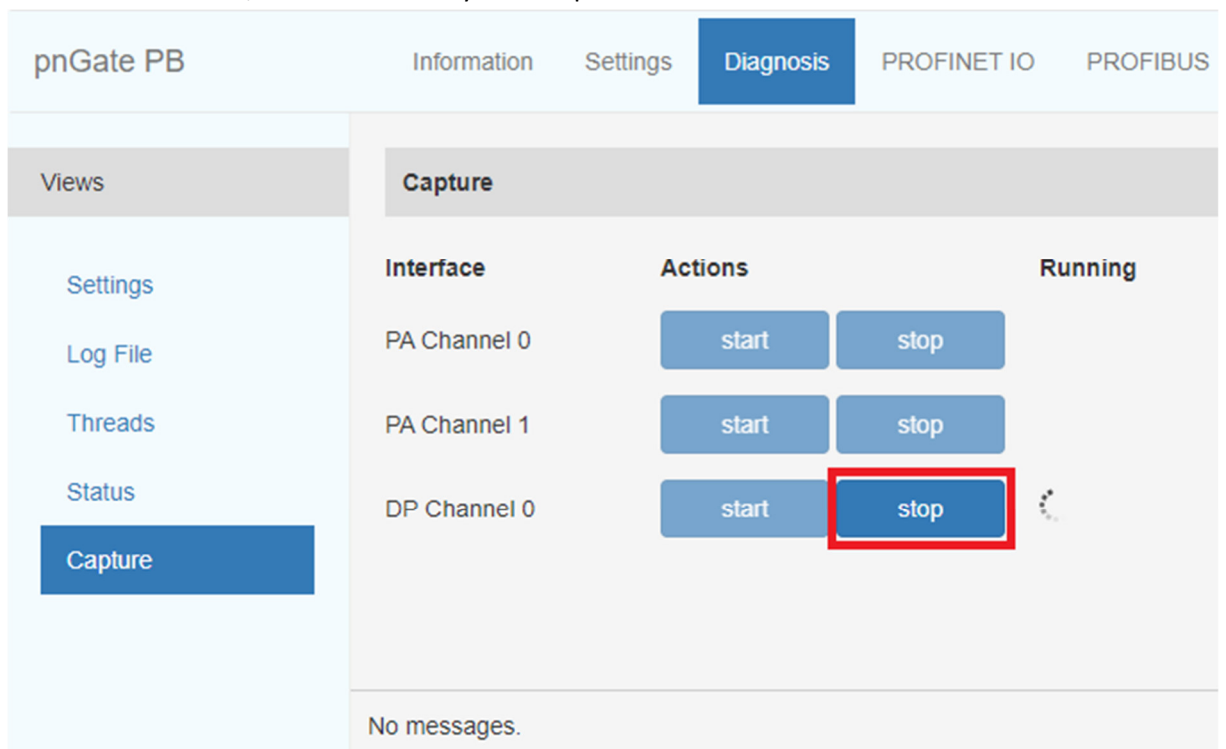 pnGate PB Information Settings Diagnosis PROFINET IO PROFIBUS
Views
Settings
Log File
Threads
Status
Capture
Capture
Interface Actions Running
PA Channel 0 start stop
PA Channel 1 start stop
DP Channel 0 start stop
No messages.